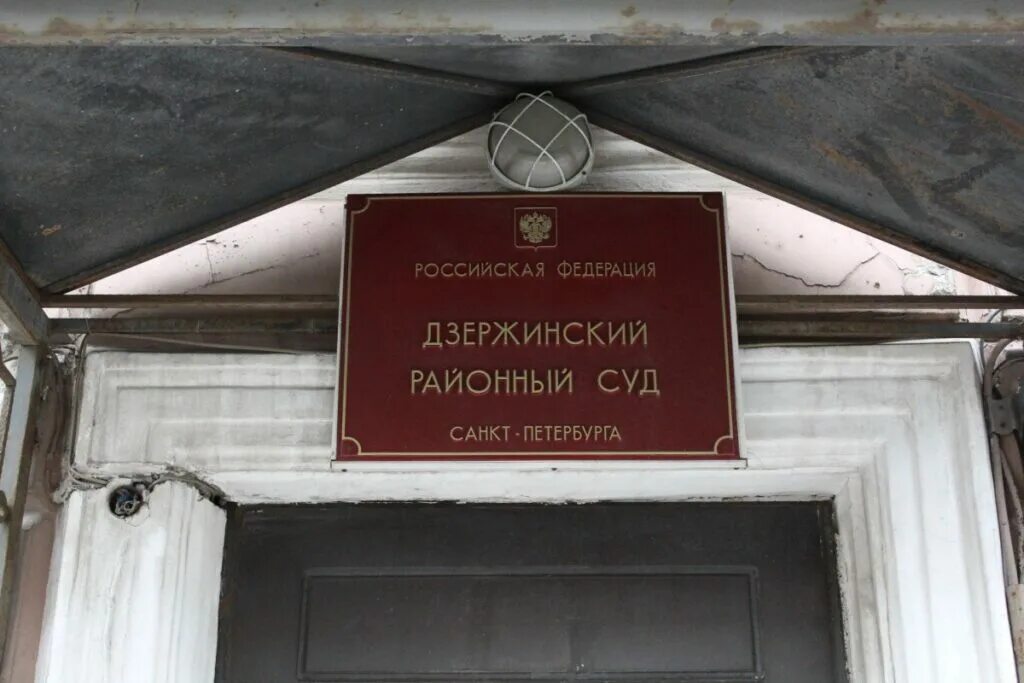 РОССИЙСКАЯ ФЕДЕРАЦИЯ
ДЗЕРЖИНСКИЙ
РАЙОННЫЙ СУД
САНКТ-ПЕТЕРБУРГА